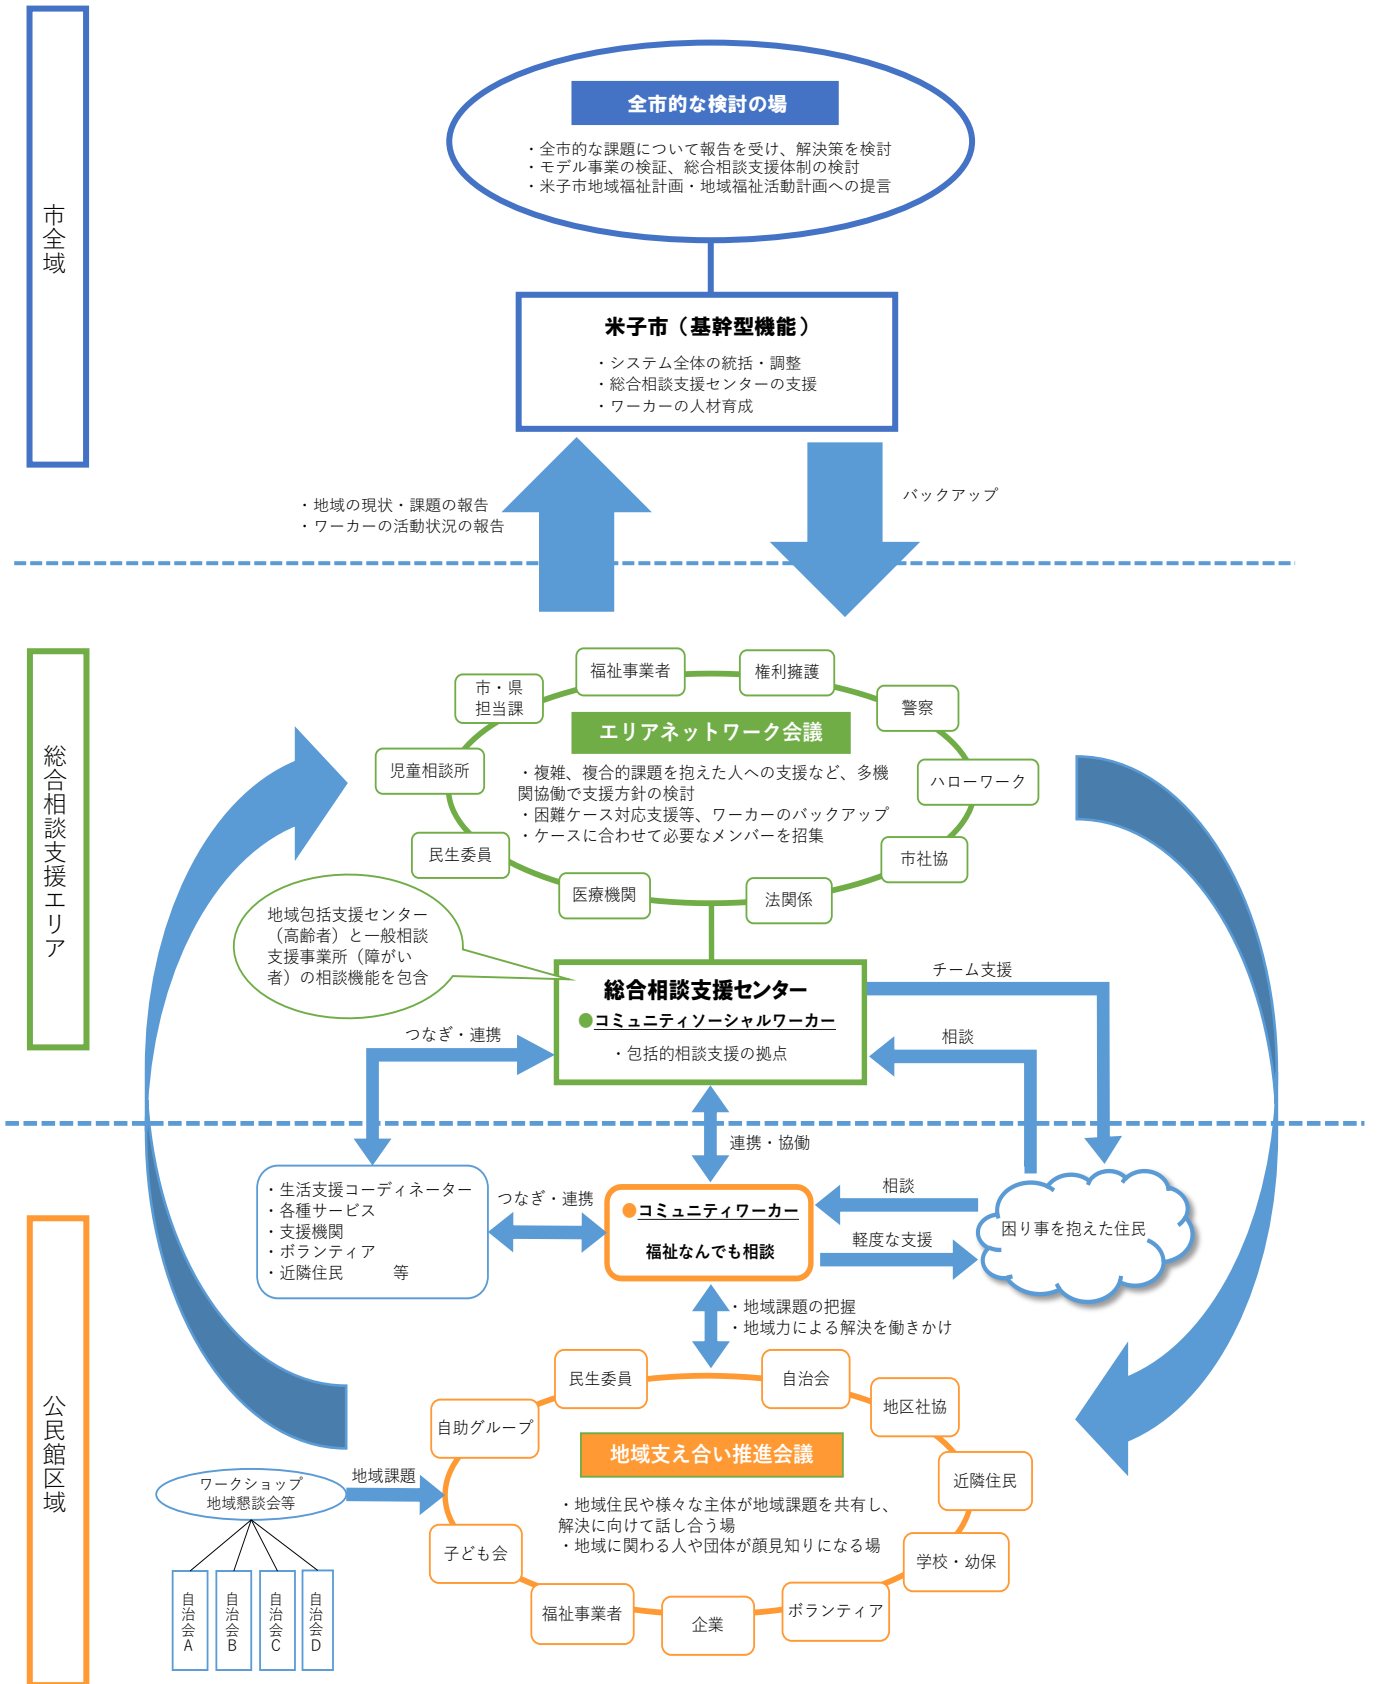 市全域
全市的な検討の場
・全市的な課題について報告を受け、解決策を検討
・モデル事業の検証、総合相談支援体制の検討
・米子市地域福祉計画・地域福祉活動計画への提言
米子市（基幹型機能）
・システム全体の統括・調整
・総合相談支援センターの支援
・ワーカーの人材育成
・地域の現状・課題の報告
・ワーカーの活動状況の報告
バックアップ
総合相談支援エリア
福祉事業者
権利擁護
市・県
担当課
警察
児童相談所
ハローワーク
民生委員
市社協
医療機関
法関係
エリアネットワーク会議
・複雑、複合的課題を抱えた人への支援など、多機
関協働で支援方針の検討
・困難ケース対応支援等、ワーカーのバックアップ
・ケースに合わせて必要なメンバーを招集
地域包括支援センター
（高齢者）と一般相談
支援事業所（障がい
者）の相談機能を包含
総合相談支援センター
●コミュニティソーシャルワーカー
・包括的相談支援の拠点
チーム支援
相談
つなぎ・連携
連携・協働
・生活支援コーディネーター
・各種サービス
・支援機関
・ボランティア
・近隣住民　　　等
つなぎ・連携
●コミュニティワーカー
福祉なんでも相談
相談
軽度な支援
困り事を抱えた住民
・地域課題の把握
・地域力による解決を働きかけ
公民館区域
民生委員
自治会
自助グループ
地区社協
近隣住民
子ども会
学校・幼保
福祉事業者
企業
ボランティア
地域支え合い推進会議
・地域住民や様々な主体が地域課題を共有し、
解決に向けて話し合う場
・地域に関わる人や団体が顔見知りになる場
ワークショップ
地域懇談会等
地域課題
自治会A
自治会B
自治会C
自治会D